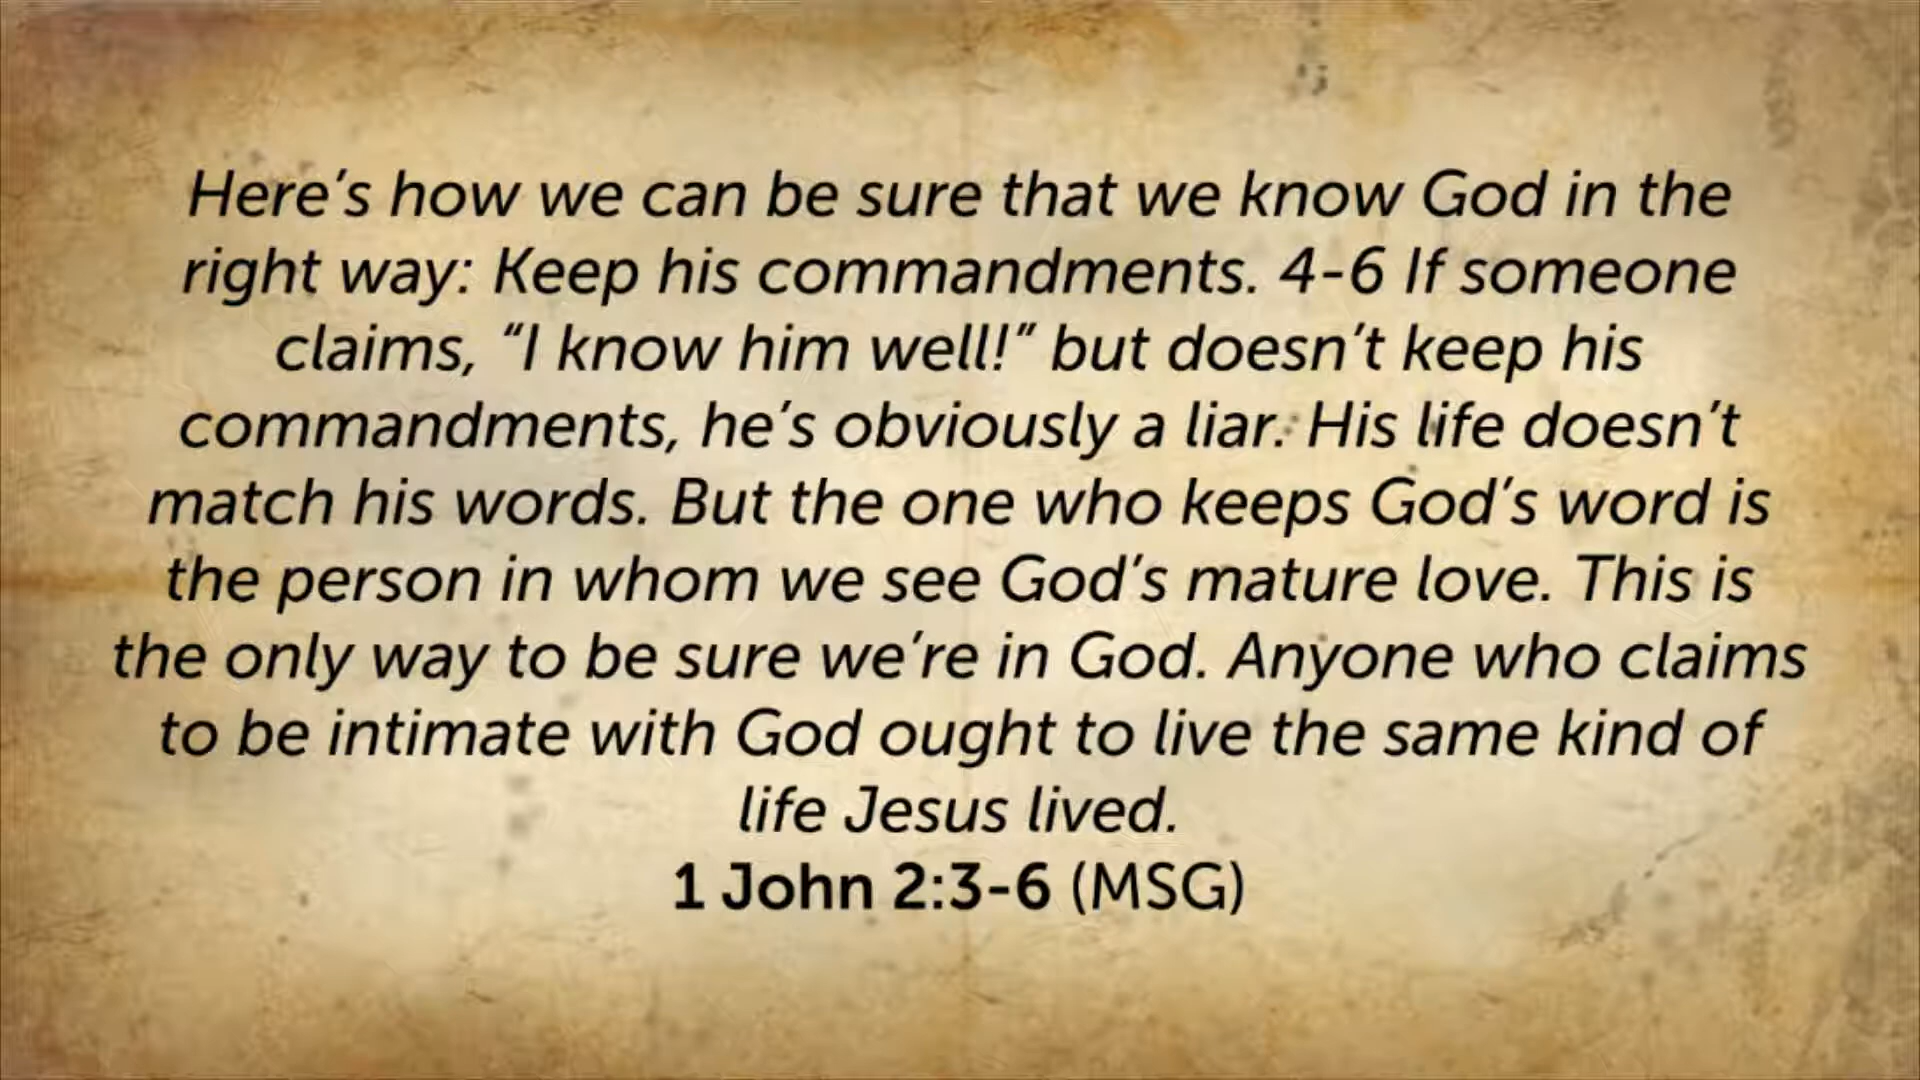 Here's how we can be sure that we know God in the
right way: Keep his commandments. 4-6 If someone
claims, “I know him well!” but doesn't keep his
commandments, he's obviously a liar. His life doesn't
match his words. But the one who keeps God's word is
the person in whom we see God's mature love. This is
the only way to be sure we're in God. Anyone who claims
to be intimate with God ought to live the same kind of
life Jesus lived.
1 John 2:3-6 (MSG)